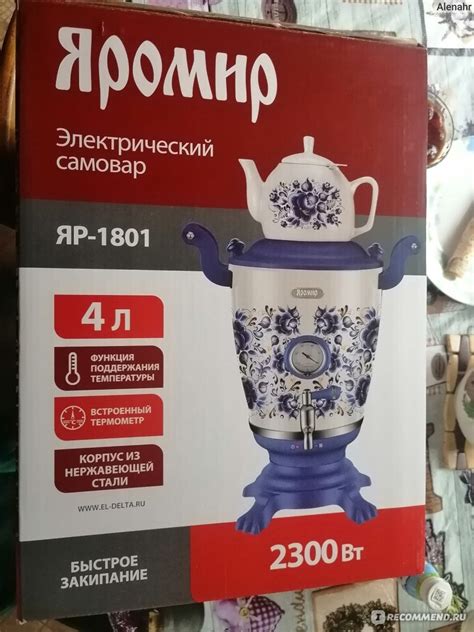 Alenahr
Яромир
Электрический
самовар
ЯР-1801
4 л
ФУНКЦИЯ
ПОДДЕРЖАНИЯ
ТЕМПЕРАТУРЫ
°C
ВСТРОЕННЫЙ
ТЕРМОМЕТР
КОРПУС ИЗ
НЕРЖАВЕЮЩЕЙ
СТАЛИ
WWW.EL-DELTA.RU
БЫСТРОЕ
ЗАКИПАНИЕ
Яромир
2300 Вт
RECOMMEND.RU